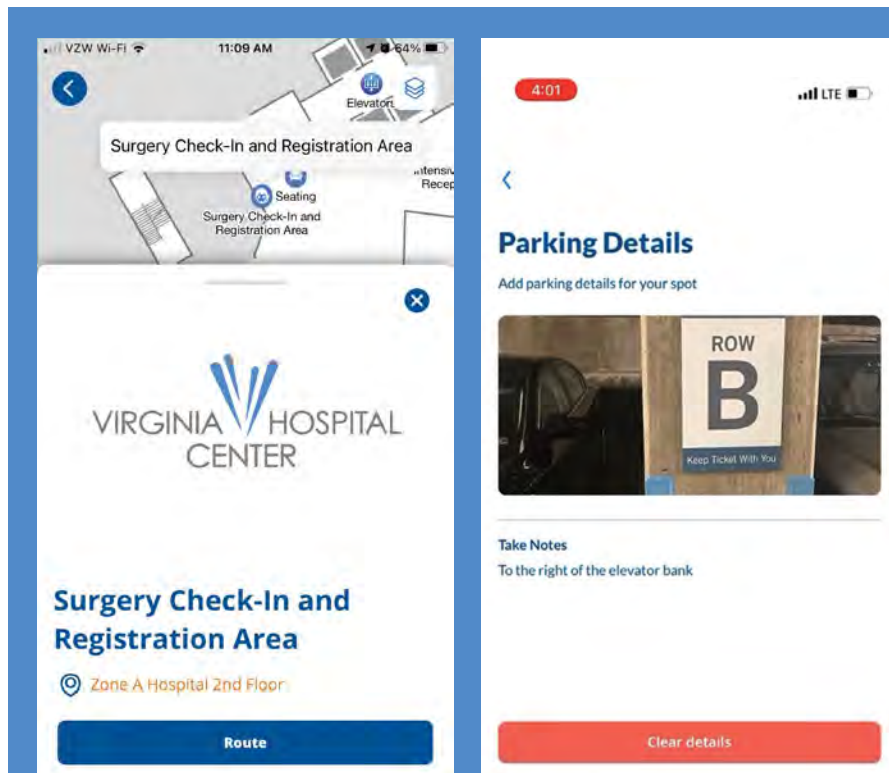 VZW Wi-Fi
11:09 AM
64%
Elevator
Surgery Check-In and Registration Area
Seating
Surgery Check-In and
Registration Area
VIRGINIA HOSPITAL
CENTER
Surgery Check-In and
Registration Area
Zone A Hospital 2nd Floor
Route
4:01
LTE
Parking Details
Add parking details for your spot
ROW
B
Keep Ticket With You
Take Notes
To the right of the elevator bank
Clear details